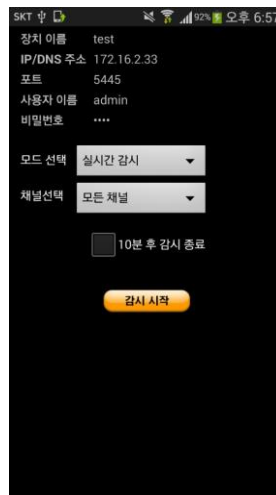 SKT 92% 오후 6:57
장치 이름 test
IP/DNS 주소 172.16.2.33
포트 5445
사용자 이름 admin
비밀번호 ····
모드 선택 실시간 감시
채널선택 모든 채널
10분 후 감시 종료
감시 시작